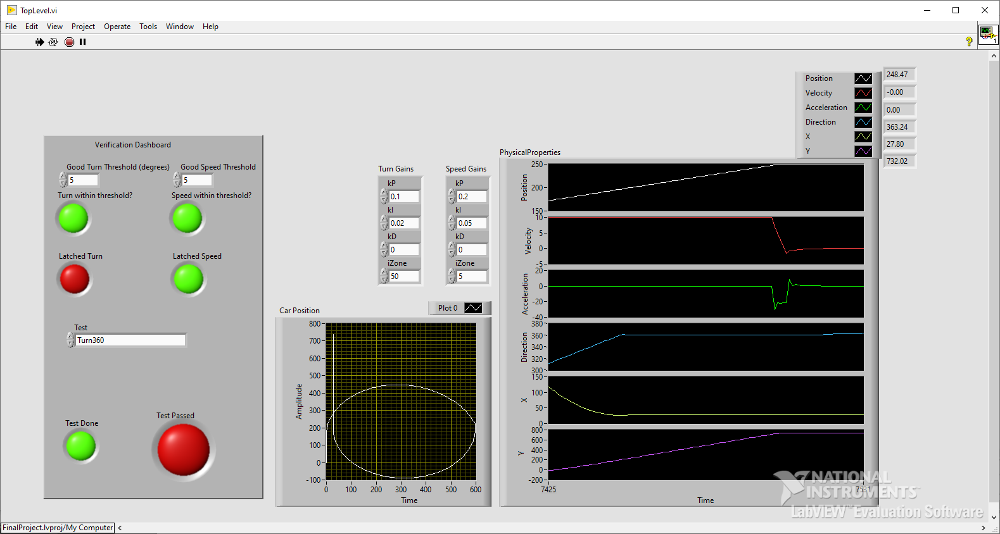 TopLevel.vi
File Edit View Project Operate Tools Window Help
?
1
Position 248.47
Velocity -0.00
Acceleration 0.00
Direction 363.24
X 27.80
Y 732.02
Verification Dashboard
Good Turn Threshold (degrees) Good Speed Threshold
5 5
Turn within threshold? Speed within threshold?
Latched Turn Latched Speed
Test
Turn360
Test Done Test Passed
Turn Gains Speed Gains
kP kP
0.1 0.2
kI kI
0.02 0.05
kD kD
0 0
iZone iZone
50 5
Car Position Plot 0
Amplitude
800
700
600
500
400
300
200
100
0
-100
0 100 200 300 400 500 600
Time
PhysicalProperties
Position
250
200
150
Velocity
10
5
0
-5
Acceleration
20
0
-20
-40
Direction
380
360
340
320
300
X
150
100
50
0
Y
800
600
400
200
0
-200
7425 7531
Time
NATIONAL
INSTRUMENTS
LabVIEW Evaluation Software
FinalProject.lvproj/My Computer